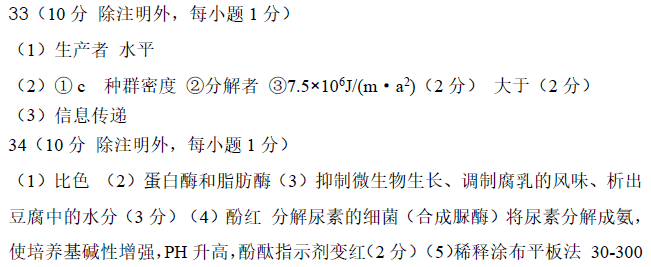 33（10 分  除注明外，每小题 1 分）
（1）生产者  水平
（2）① c    种群密度  ②分解者  ③7.5×10⁶J/(m·a²)（2 分）  大于（2 分）
（3）信息传递
34（10 分  除注明外，每小题 1 分）
（1）比色 （2）蛋白酶和脂肪酶（3）抑制微生物生长、调制腐乳的风味、析出
豆腐中的水分（3 分）（4）酚红  分解尿素的细菌（合成脲酶）将尿素分解成氨，
使培养基碱性增强，PH 升高，酚酞指示剂变红（2 分）（5）稀释涂布平板法  30-300